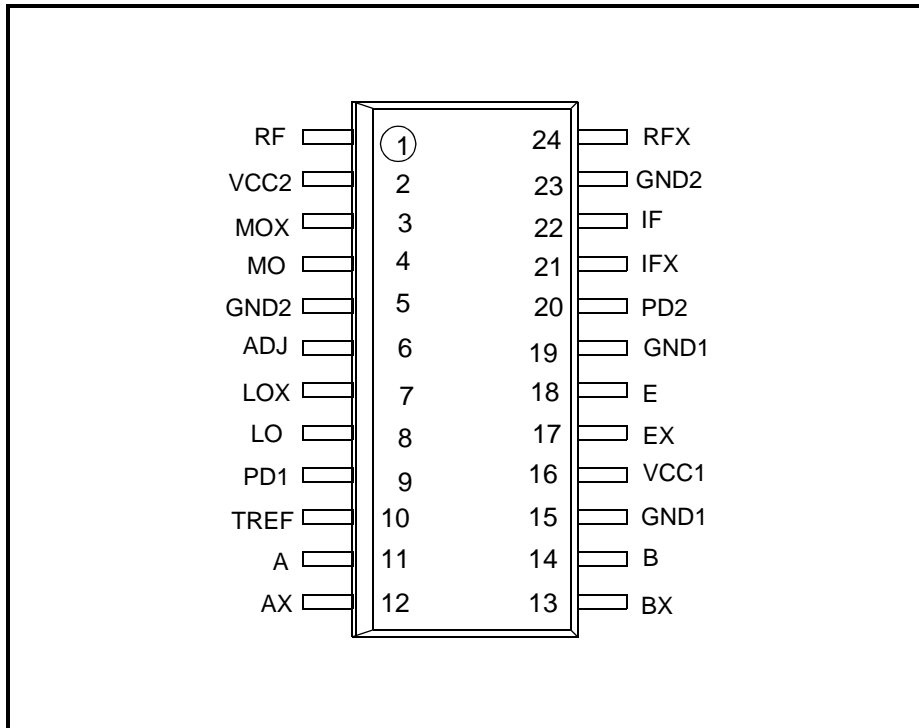 RF 1 24 RFX
VCC2 2 23 GND2
MOX 3 22 IF
MO 4 21 IFX
GND2 5 20 PD2
ADJ 6 19 GND1
LOX 7 18 E
LO 8 17 EX
PD1 9 16 VCC1
TREF 10 15 GND1
A 11 14 B
AX 12 13 BX